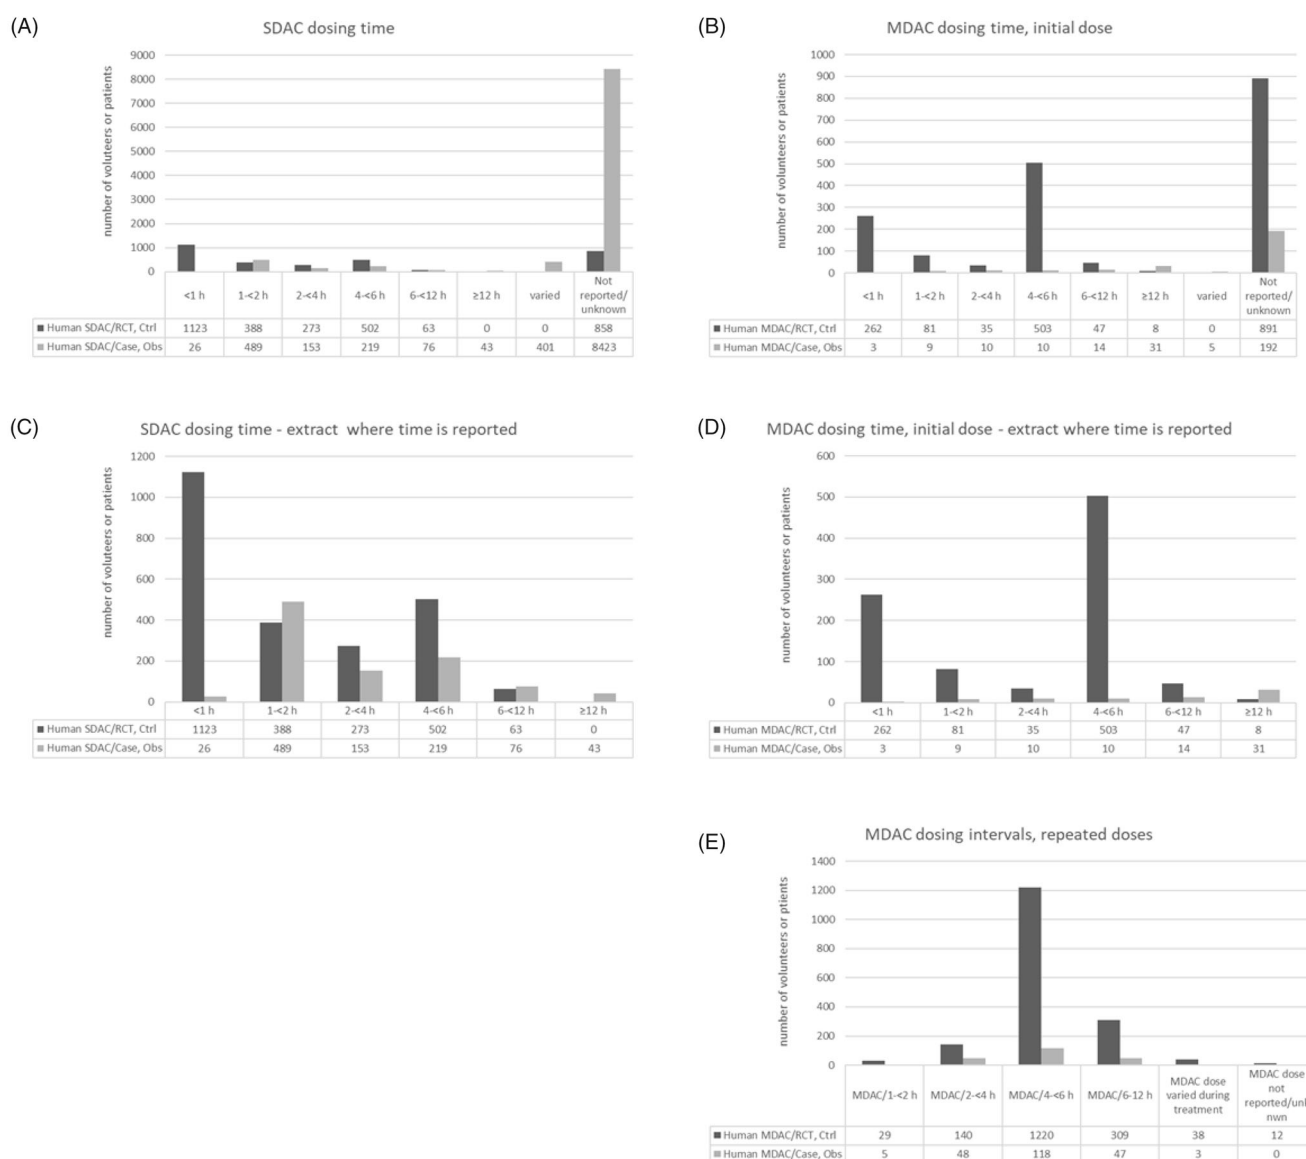 (A)
SDAC dosing time
number of voluteers or patients
9000
8000
7000
6000
5000
4000
3000
2000
1000
0
<1 h 1-<2 h 2-<4 h 4-<6 h 6-<12 h ≥12 h varied Not reported/ unknown
Human SDAC/RCT, Ctrl 1123 388 273 502 63 0 0 858
Human SDAC/Case, Obs 26 489 153 219 76 43 401 8423
(B)
MDAC dosing time, initial dose
number of volunteers or patients
1000
900
800
700
600
500
400
300
200
100
0
<1 h 1-<2 h 2-<4 h 4-<6 h 6-<12 h ≥12 h varied Not reported/ unknown
Human MDAC/RCT, Ctrl 262 81 35 503 47 8 0 891
Human MDAC/Case, Obs 3 9 10 10 14 31 5 192
(C)
SDAC dosing time - extract where time is reported
number of voluteers or patients
1200
1000
800
600
400
200
0
<1 h 1-<2 h 2-<4 h 4-<6 h 6-<12 h ≥12 h
Human SDAC/RCT, Ctrl 1123 388 273 502 63 0
Human SDAC/Case, Obs 26 489 153 219 76 43
(D)
MDAC dosing time, initial dose - extract where time is reported
number of volunteers or patients
600
500
400
300
200
100
0
<1 h 1-<2 h 2-<4 h 4-<6 h 6-<12 h ≥12 h
Human MDAC/RCT, Ctrl 262 81 35 503 47 8
Human MDAC/Case, Obs 3 9 10 10 14 31
(E)
MDAC dosing intervals, repeated doses
number of volunteers or ptients
1400
1200
1000
800
600
400
200
0
MDAC/1-<2 h MDAC/2-<4 h MDAC/4-<6 h MDAC/6-12 h MDAC dose varied during treatment MDAC dose not reported/unk nwn
Human MDAC/RCT, Ctrl 29 140 1220 309 38 12
Human MDAC/Case, Obs 5 48 118 47 3 0